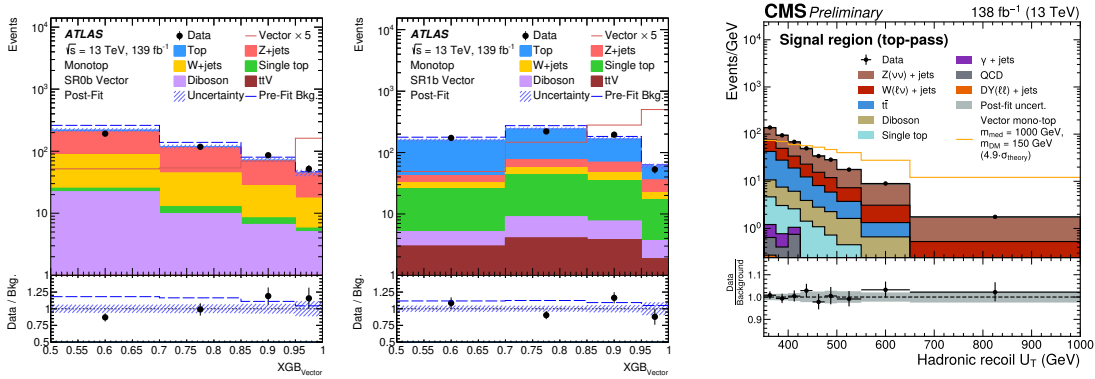 Events
10³
10²
10
1
ATLAS
√s = 13 TeV, 139 fb⁻¹
Monotop
SR0b Vector
Post-Fit
Data
Top
W+jets
Diboson
Uncertainty
Vector × 5
Z+jets
Single top
ttV
Pre-Fit Bkg.
Data / Bkg.
1.25
1
0.75
0.5
0.5 0.55 0.6 0.65 0.7 0.75 0.8 0.85 0.9 0.95 1
XGB_Vector
Events
10³
10²
10
1
ATLAS
√s = 13 TeV, 139 fb⁻¹
Monotop
SR1b Vector
Post-Fit
Data
Top
W+jets
Diboson
Uncertainty
Vector × 5
Z+jets
Single top
ttV
Pre-Fit Bkg.
Data / Bkg.
1.25
1
0.75
0.5
0.5 0.55 0.6 0.65 0.7 0.75 0.8 0.85 0.9 0.95 1
XGB_Vector
CMS Preliminary 138 fb⁻¹ (13 TeV)
Events/GeV
10⁴
10³
10²
10¹
10⁰
Signal region (top-pass)
Data
Z(νν) + jets
W(ℓν) + jets
tt̄
Diboson
Single top
γ + jets
QCD
DY(ℓℓ) + jets
Post-fit uncert.
Vector mono-top
m_med = 1000 GeV,
m_DM = 150 GeV
(4.9·σ_theory)
Data
Background
1.1
1.0
0.9
400 500 600 700 800 900 1000
Hadronic recoil U_T (GeV)